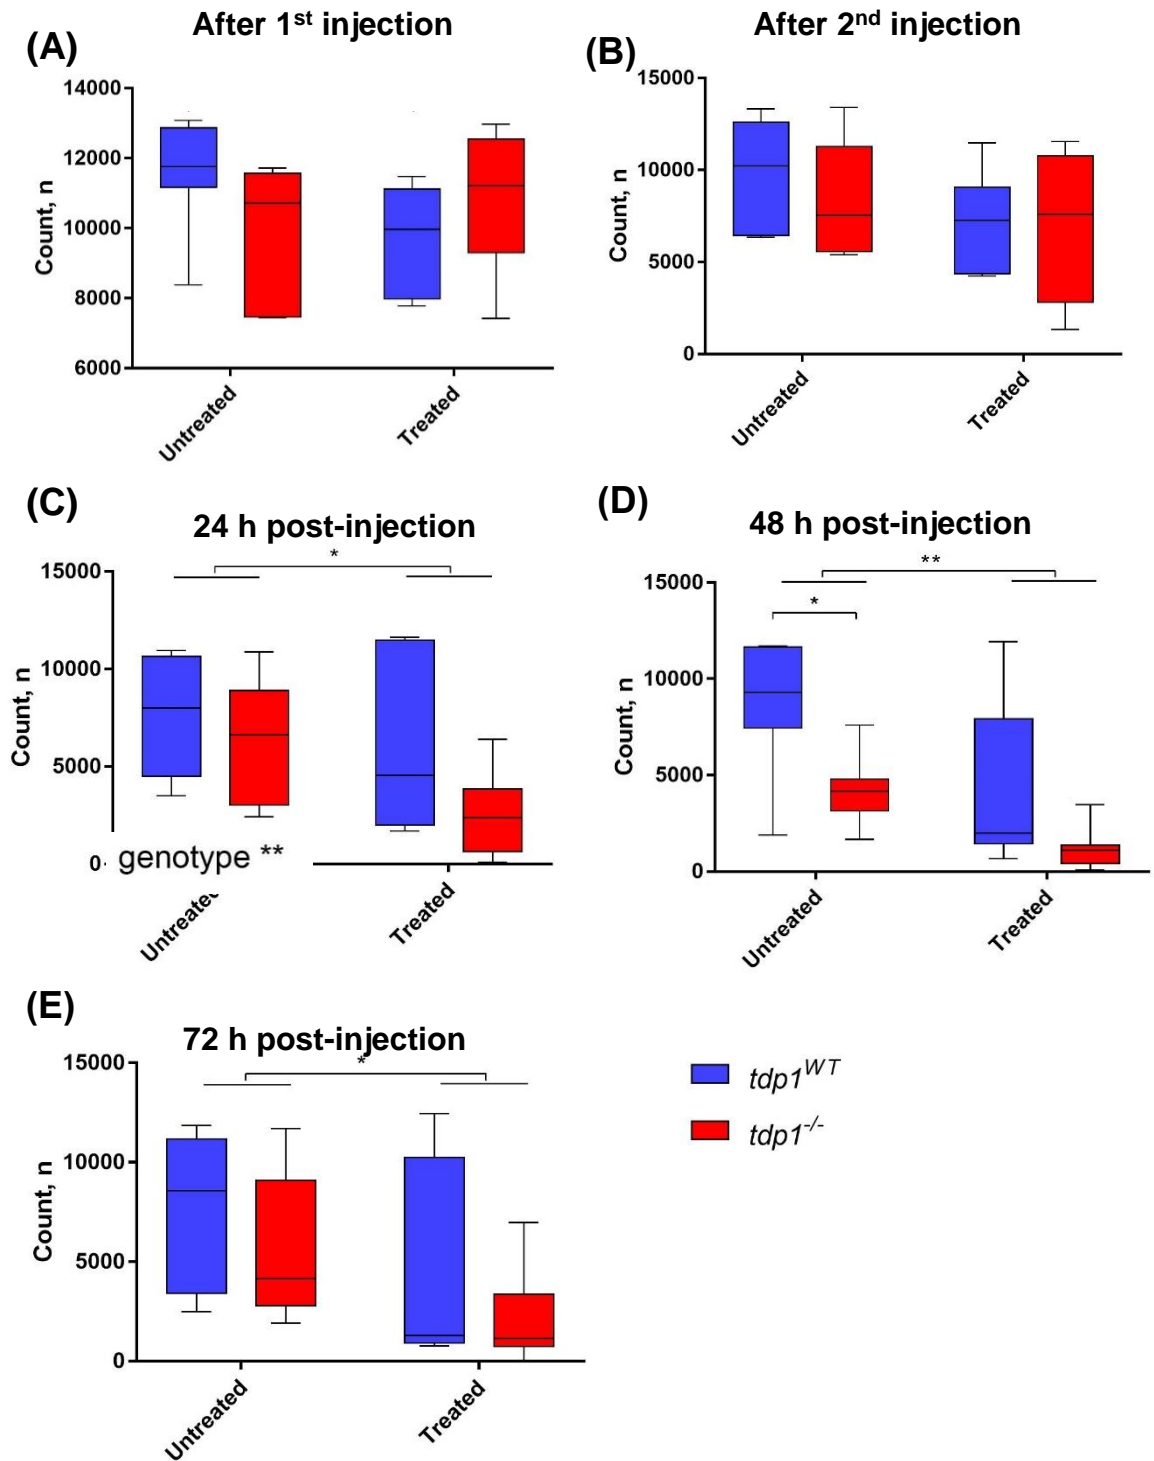 (A)
After 1st injection
14000
12000
10000
8000
6000
Count, n
Untreated
Treated
(B)
After 2nd injection
15000
10000
5000
0
Count, n
Untreated
Treated
(C)
24 h post-injection
*
15000
10000
5000
0
Count, n
genotype **
Untreated
Treated
(D)
48 h post-injection
**
*
15000
10000
5000
0
Count, n
Untreated
Treated
(E)
72 h post-injection
*
15000
10000
5000
0
Count, n
Untreated
Treated
tdp1WT
tdp1-/-